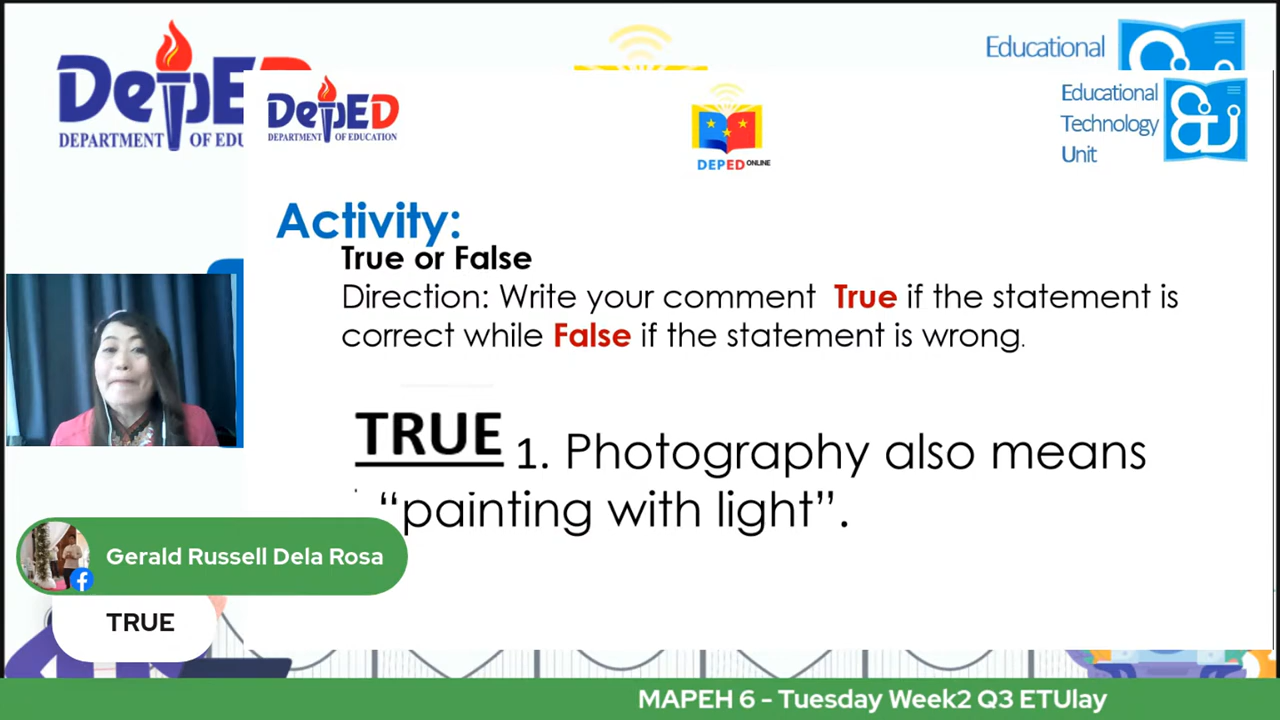 DepED
DEPARTMENT OF EDU
Educational
DepED
DEPARTMENT OF EDUCATION
DEPED ONLINE
Educational
Technology
Unit
Activity:
True or False
Direction: Write your comment True if the statement is
correct while False if the statement is wrong.
TRUE 1. Photography also means
“painting with light”.
Gerald Russell Dela Rosa
TRUE
MAPEH 6 - Tuesday Week2 Q3 ETUlay